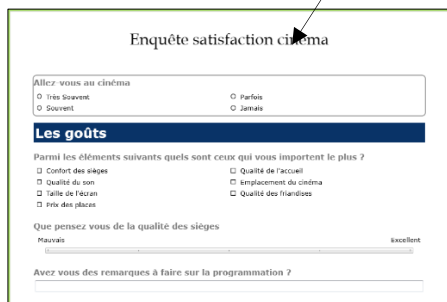 Enquête satisfaction cinéma
Allez-vous au cinéma
Très Souvent
Parfois
Souvent
Jamais
Les goûts
Parmi les éléments suivants quels sont ceux qui vous importent le plus ?
Confort des sièges
Qualité de l'accueil
Qualité du son
Emplacement du cinéma
Taille de l'écran
Qualité des friandises
Prix des places
Que pensez vous de la qualité des sièges
Mauvais
Excellent
Avez vous des remarques à faire sur la programmation ?